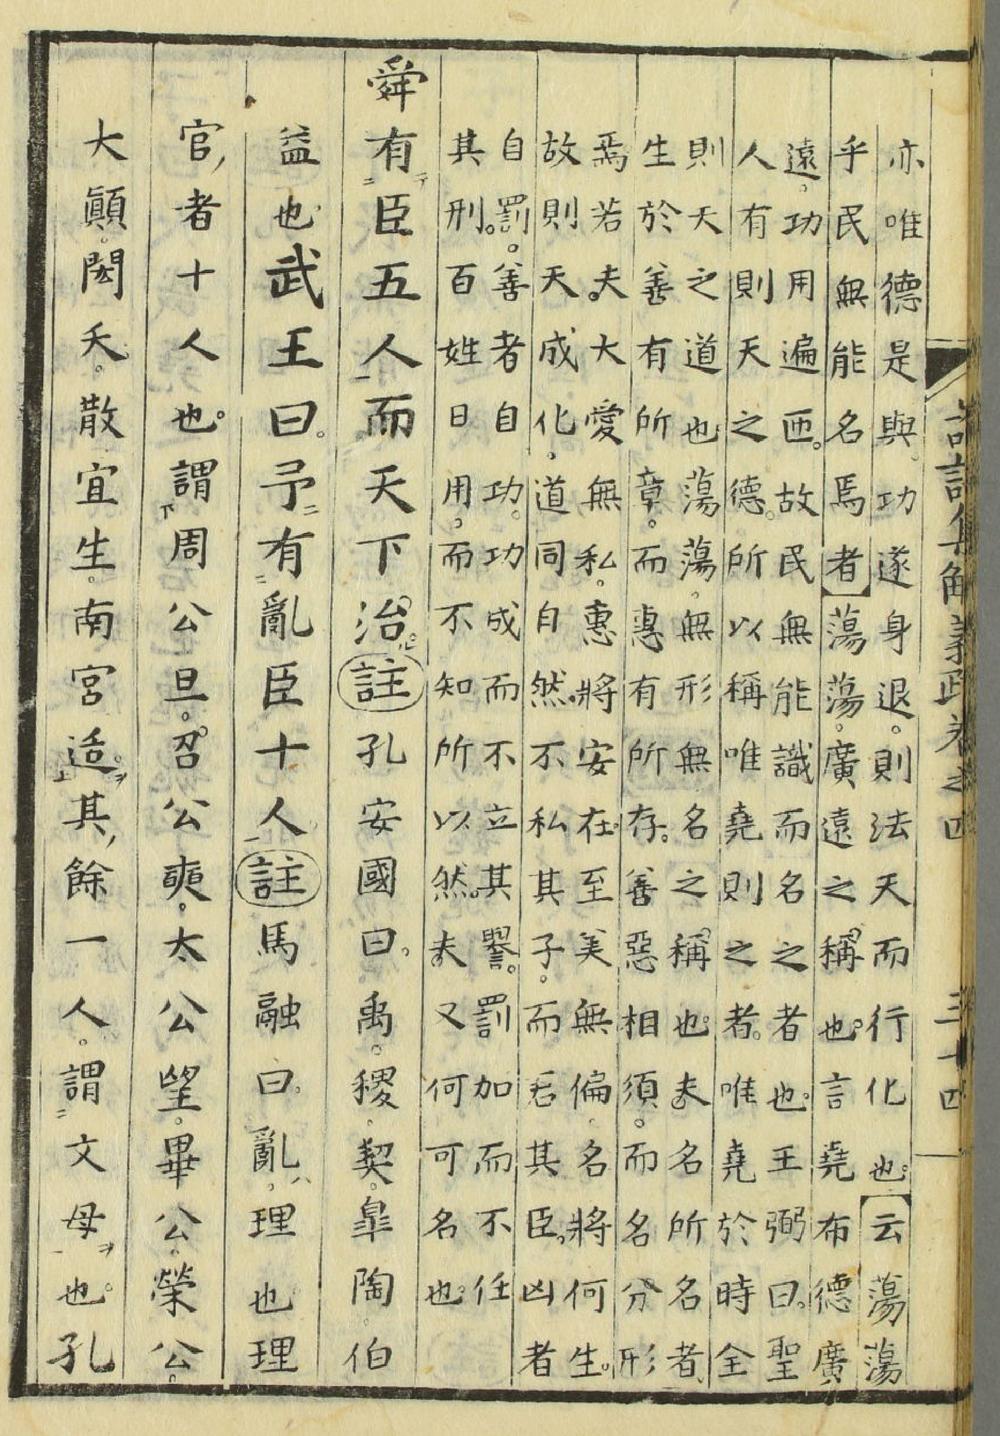 論語集解義疏卷之四 三十四
亦唯德是與功遂身退。則法天而行化也。云蕩蕩
乎民無能名焉者蕩蕩。廣遠之稱也。言堯布德廣
遠。功用遍匝。故民無能識而名之者也。王弼曰。聖
人有則天之德。所以稱唯堯則之者。唯堯於時全
則天之道也蕩蕩。無形無名之稱也。夫名所名者
生於善有所章。而惠有所存。善惡相須。而名分形
焉若夫大愛無私。惠將安在。至美無偏。名將何生。
故則天成化。道同自然。不私其子。而君其臣。凶者
自罰。善者自功。功成而不立其譽。罰加而不任
其刑。百姓日用。而不知所以然。夫又何可名也。
舜有臣五人而天下治。註孔安國曰。禹。稷。契。皐陶。伯
益也武王曰。予有亂臣十人註馬融曰。亂。理也理
官者十人也。謂周公旦。召公奭。太公望。畢公。榮公。
大顚。閎夭。散宜生。南宮适。其餘一人。謂文母也。孔